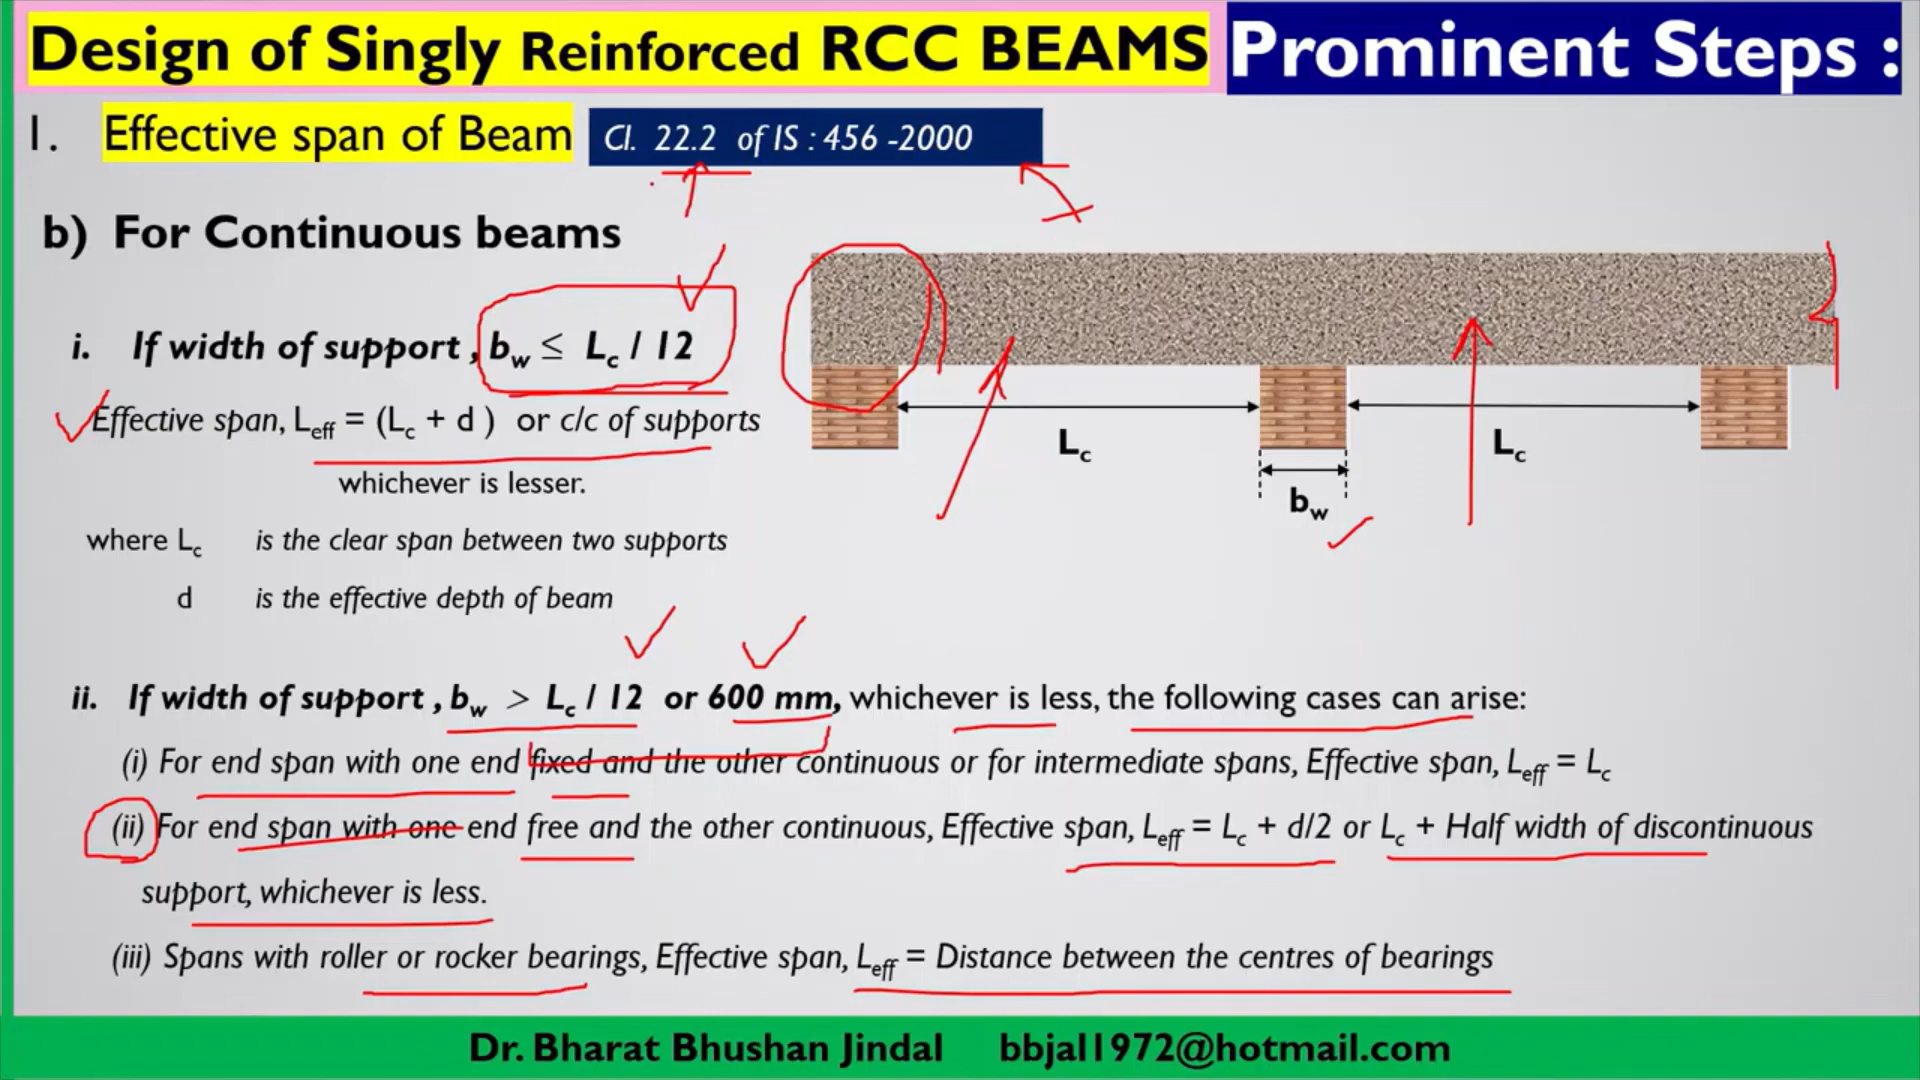 Design of Singly Reinforced RCC BEAMS Prominent Steps :
1. Effective span of Beam Cl. 22.2 of IS : 456 -2000
b) For Continuous beams
i. If width of support , bw ≤ Lc / 12
Effective span, Leff = (Lc + d ) or c/c of supports
whichever is lesser.
where Lc is the clear span between two supports
d is the effective depth of beam
Lc
Lc
bw
ii. If width of support , bw > Lc / 12 or 600 mm, whichever is less, the following cases can arise:
(i) For end span with one end fixed and the other continuous or for intermediate spans, Effective span, Leff = Lc
(ii) For end span with one end free and the other continuous, Effective span, Leff = Lc + d/2 or Lc + Half width of discontinuous
support, whichever is less.
(iii) Spans with roller or rocker bearings, Effective span, Leff = Distance between the centres of bearings
Dr. Bharat Bhushan Jindal bbjal1972@hotmail.com